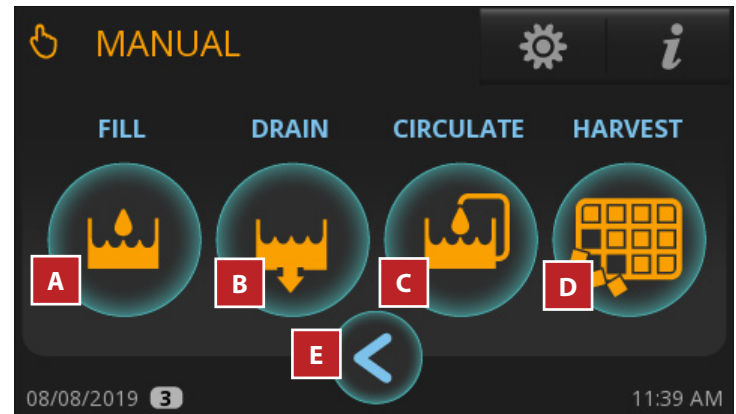 MANUAL i
FILL DRAIN CIRCULATE HARVEST
A B C D
E
08/08/2019 3 11:39 AM